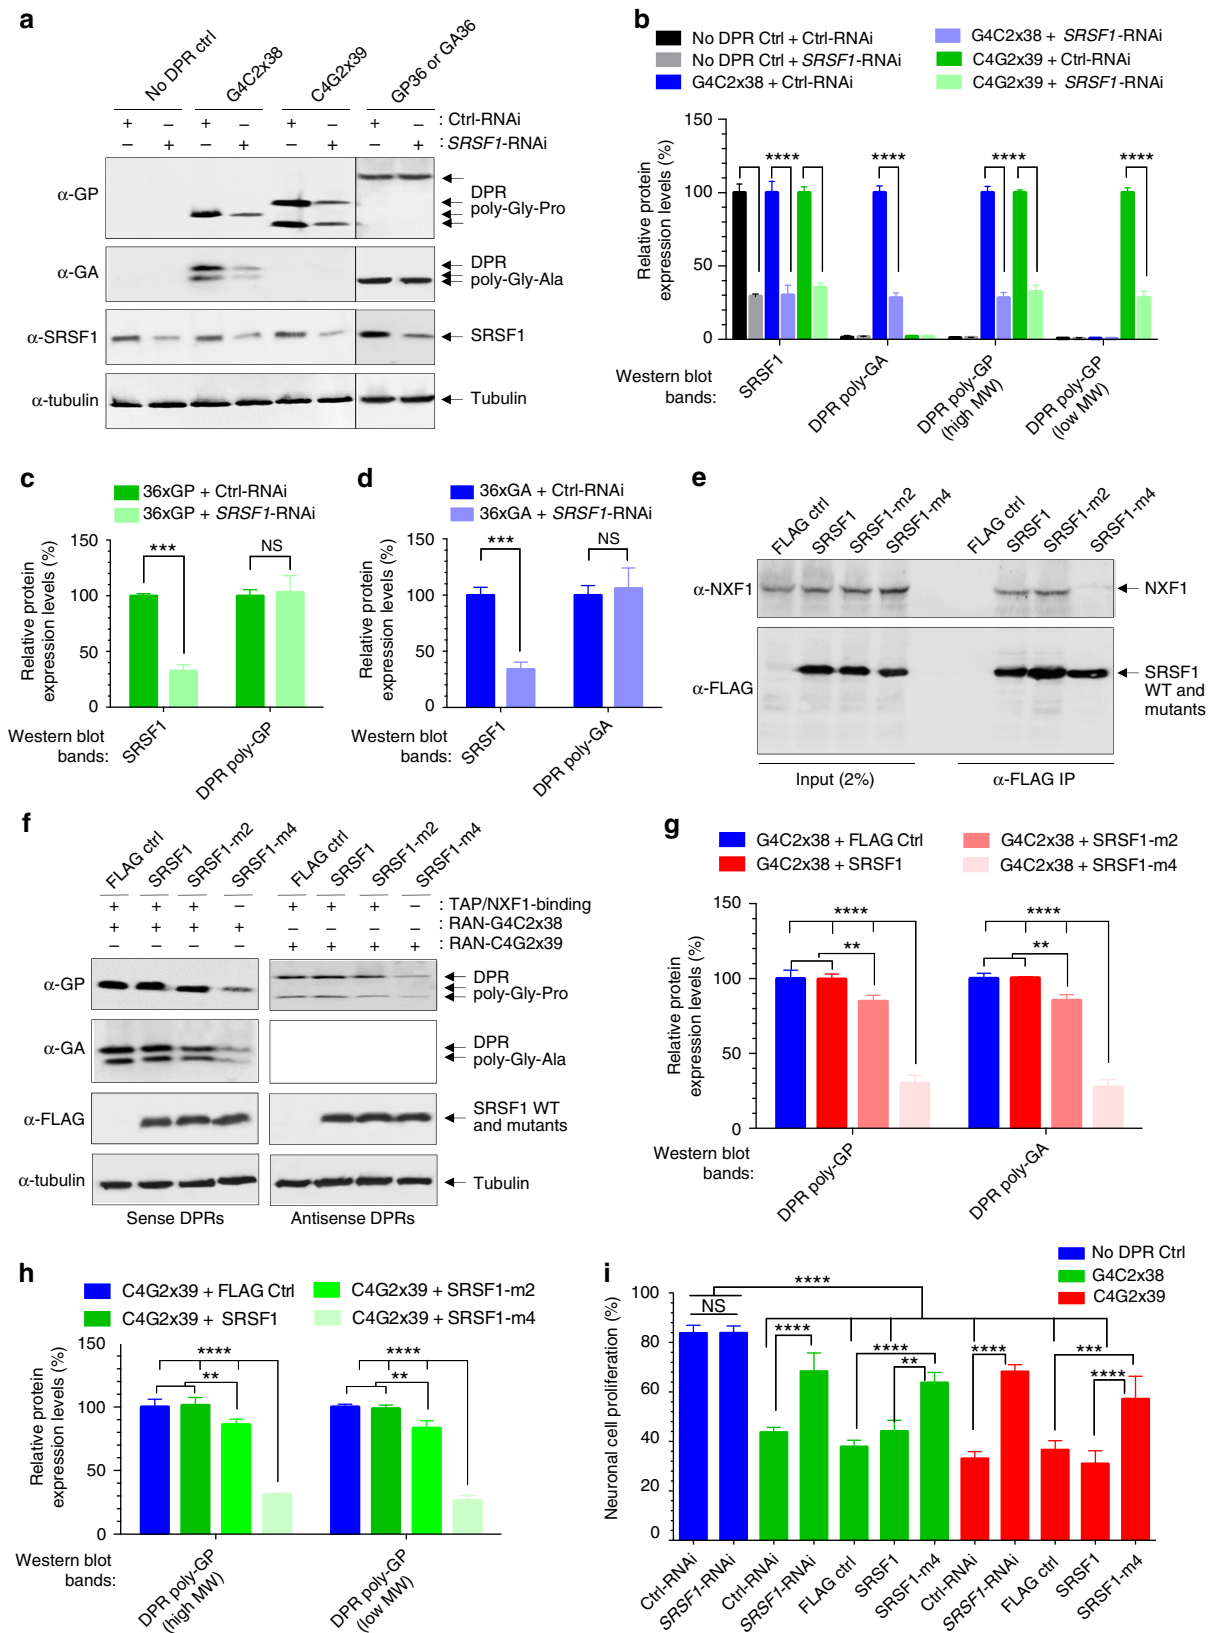 a
No DPR ctrl
G4C2x38
C4G2x39
GP36 or GA36
+ − + − + − + − : Ctrl-RNAi
− + − + − + − + : SRSF1-RNAi
α-GP
DPR
poly-Gly-Pro
α-GA
DPR
poly-Gly-Ala
α-SRSF1
SRSF1
α-tubulin
Tubulin
b
No DPR Ctrl + Ctrl-RNAi
No DPR Ctrl + SRSF1-RNAi
G4C2x38 + Ctrl-RNAi
G4C2x38 + SRSF1-RNAi
C4G2x39 + Ctrl-RNAi
C4G2x39 + SRSF1-RNAi
Relative protein
expression levels (%)
150
100
50
0
**** **** **** ****
Western blot
bands:
SRSF1
DPR poly-GA
DPR poly-GP
(high MW)
DPR poly-GP
(low MW)
c
36xGP + Ctrl-RNAi
36xGP + SRSF1-RNAi
Relative protein
expression levels (%)
150
100
50
0
*** NS
Western blot
bands:
SRSF1
DPR poly-GP
d
36xGA + Ctrl-RNAi
36xGA + SRSF1-RNAi
Relative protein
expression levels (%)
150
100
50
0
*** NS
Western blot
bands:
SRSF1
DPR poly-GA
e
FLAG ctrl
SRSF1
SRSF1-m2
SRSF1-m4
FLAG ctrl
SRSF1
SRSF1-m2
SRSF1-m4
α-NXF1
NXF1
α-FLAG
SRSF1
WT and
mutants
Input (2%)
α-FLAG IP
f
FLAG ctrl
SRSF1
SRSF1-m2
SRSF1-m4
FLAG ctrl
SRSF1
SRSF1-m2
SRSF1-m4
+ + + − + + + − : TAP/NXF1-binding
+ + + + − − − − : RAN-G4C2x38
− − − − + + + + : RAN-C4G2x39
α-GP
DPR
poly-Gly-Pro
α-GA
DPR
poly-Gly-Ala
α-FLAG
SRSF1 WT
and mutants
α-tubulin
Tubulin
Sense DPRs
Antisense DPRs
g
G4C2x38 + FLAG Ctrl
G4C2x38 + SRSF1
G4C2x38 + SRSF1-m2
G4C2x38 + SRSF1-m4
Relative protein
expression levels (%)
150
100
50
0
**** ****
** **
Western blot
bands:
DPR poly-GP
DPR poly-GA
h
C4G2x39 + FLAG Ctrl
C4G2x39 + SRSF1
C4G2x39 + SRSF1-m2
C4G2x39 + SRSF1-m4
Relative protein
expression levels (%)
150
100
50
0
**** ****
** **
Western blot
bands:
DPR poly-GP
(high MW)
DPR poly-GP
(low MW)
i
No DPR Ctrl
G4C2x38
C4G2x39
Neuronal cell proliferation (%)
100
80
60
40
20
0
****
NS
**** **** ** **** *** ****
Ctrl-RNAi
SRSF1-RNAi
Ctrl-RNAi
SRSF1-RNAi
FLAG ctrl
SRSF1
SRSF1-m4
Ctrl-RNAi
SRSF1-RNAi
FLAG ctrl
SRSF1
SRSF1-m4